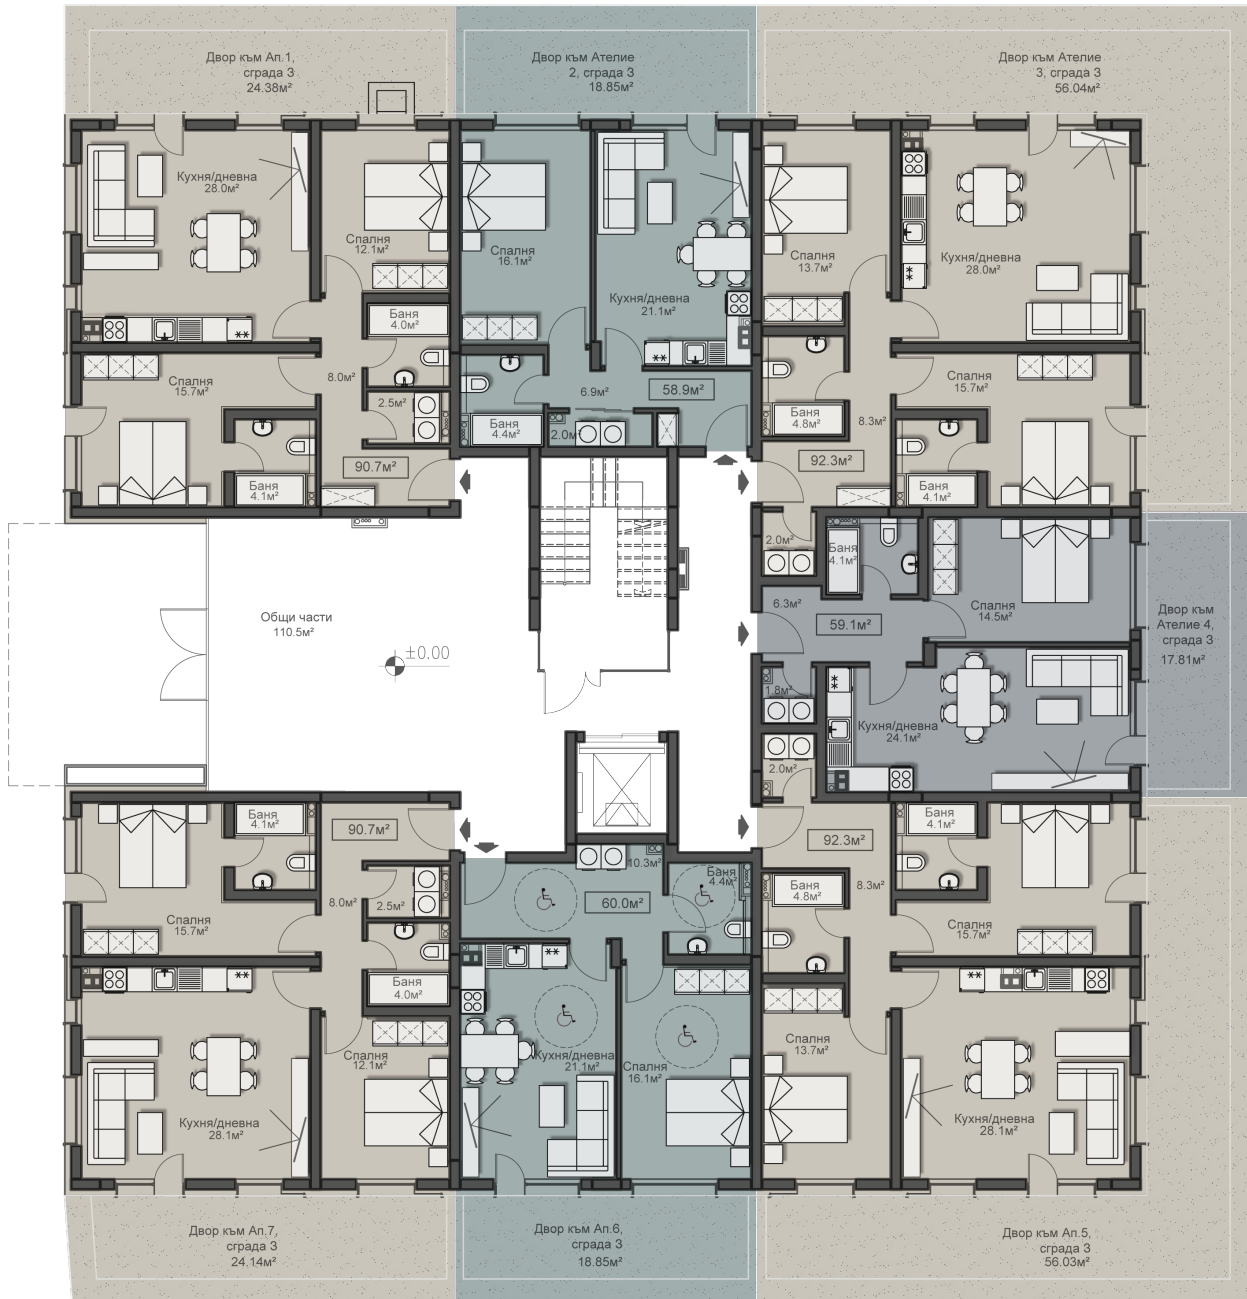 Двор към Ап.1,
сграда 3
24.38м²
Двор към Ателие
2, сграда 3
18.85м²
Двор към Ателие
3, сграда 3
56.04м²
Кухня/дневна
28.0м²
Спалня
12.1м²
Баня
4.0м²
Спалня
15.7м²
8.0м²
2.5м²
Баня
4.1м²
90.7м²
Спалня
16.1м²
Кухня/дневна
21.1м²
6.9м²
58.9м²
Баня
4.4м²
2.0м²
Спалня
13.7м²
Кухня/дневна
28.0м²
Спалня
15.7м²
Баня
4.8м²
8.3м²
92.3м²
Баня
4.1м²
2.0м²
Баня
4.1м²
6.3м²
59.1м²
Спалня
14.5м²
Двор към
Ателие 4,
сграда 3
17.81м²
Общи части
110.5м²
±0.00
1.8м²
Кухня/дневна
24.1м²
2.0м²
Баня
4.1м²
90.7м²
Спалня
15.7м²
8.0м²
2.5м²
Баня
4.0м²
Кухня/дневна
28.1м²
Спалня
12.1м²
10.3м²
Баня
4.4м²
60.0м²
Кухня/дневна
21.1м²
Спалня
16.1м²
92.3м²
Баня
4.1м²
Баня
4.8м²
8.3м²
Спалня
15.7м²
Спалня
13.7м²
Кухня/дневна
28.1м²
Двор към Ап.7,
сграда 3
24.14м²
Двор към Ап.6,
сграда 3
18.85м²
Двор към Ап.5,
сграда 3
56.03м²